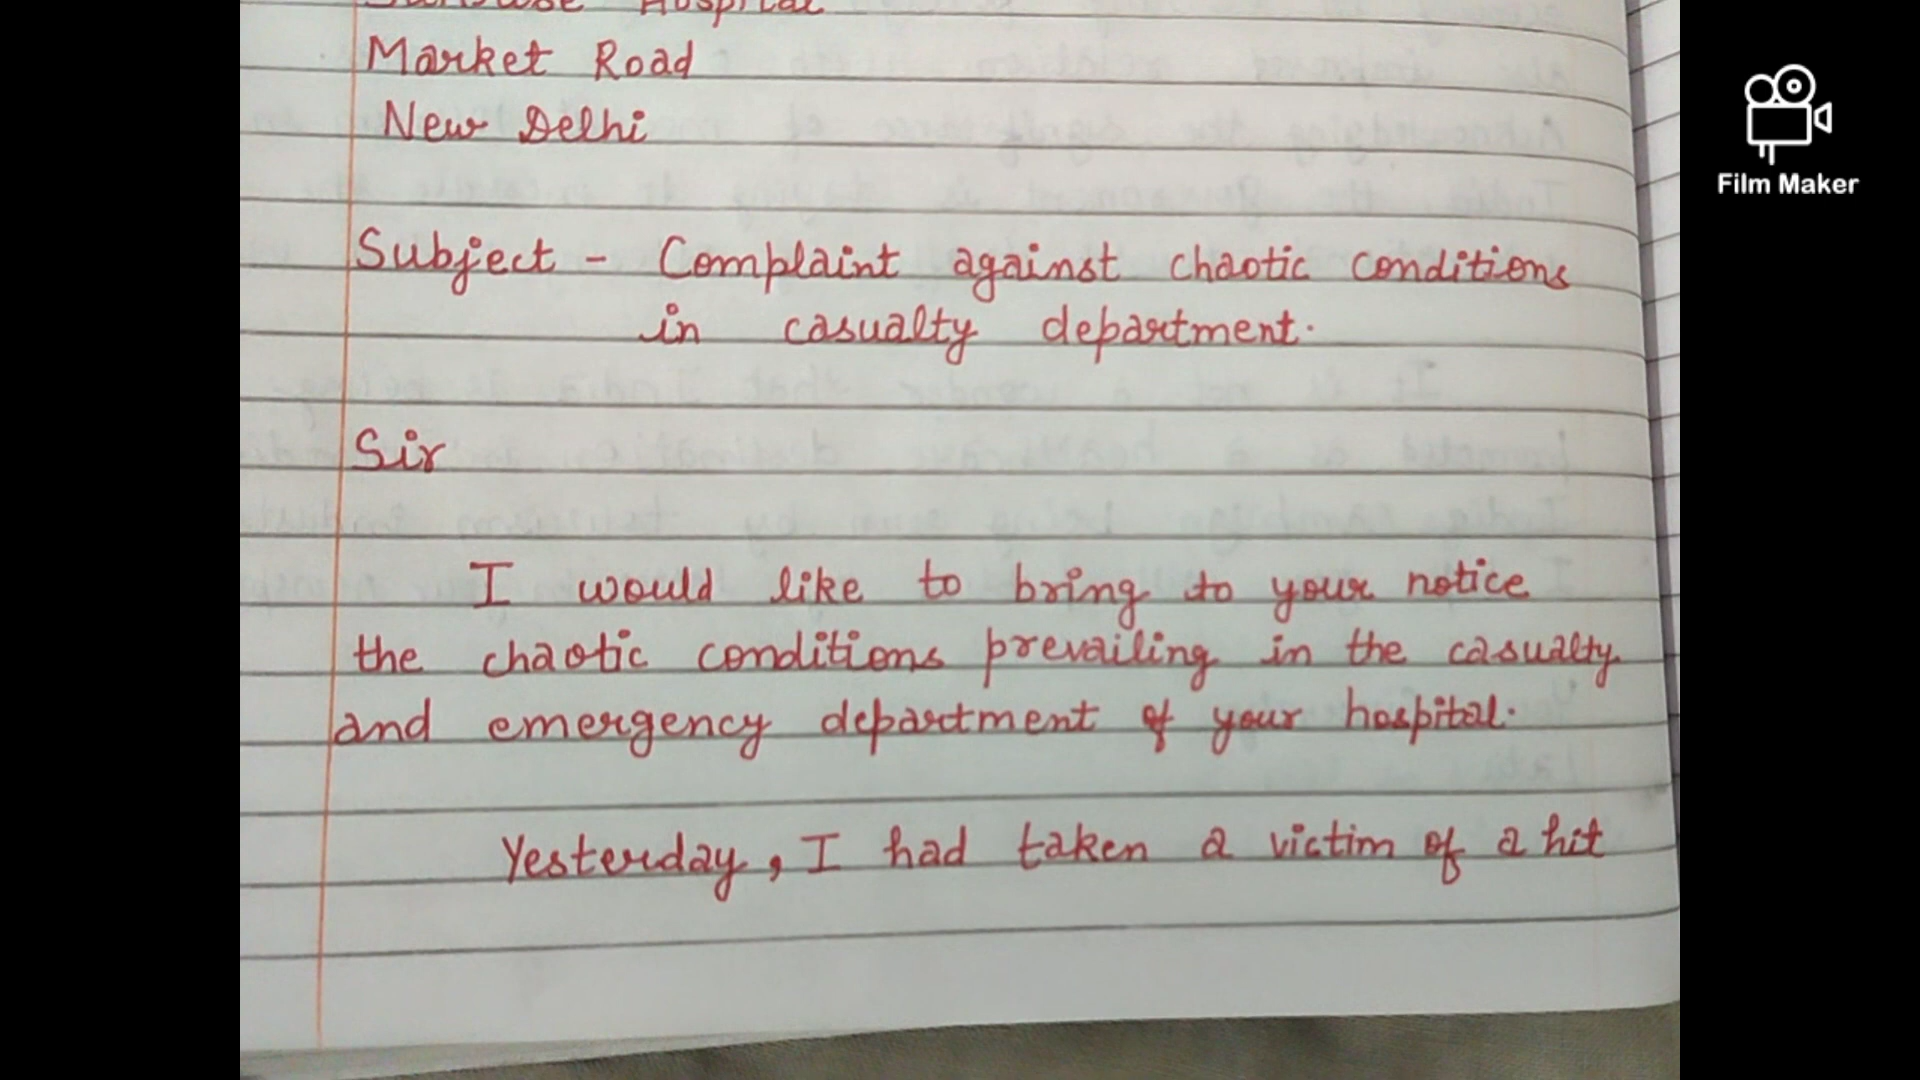 Hospital
Market Road
New Delhi
Subject - Complaint against chaotic conditions
in casualty department.
Sir
I would like to bring to your notice
the chaotic conditions prevailing in the casualty
and emergency department of your hospital.
Yesterday, I had taken a victim of a hit
Film Maker